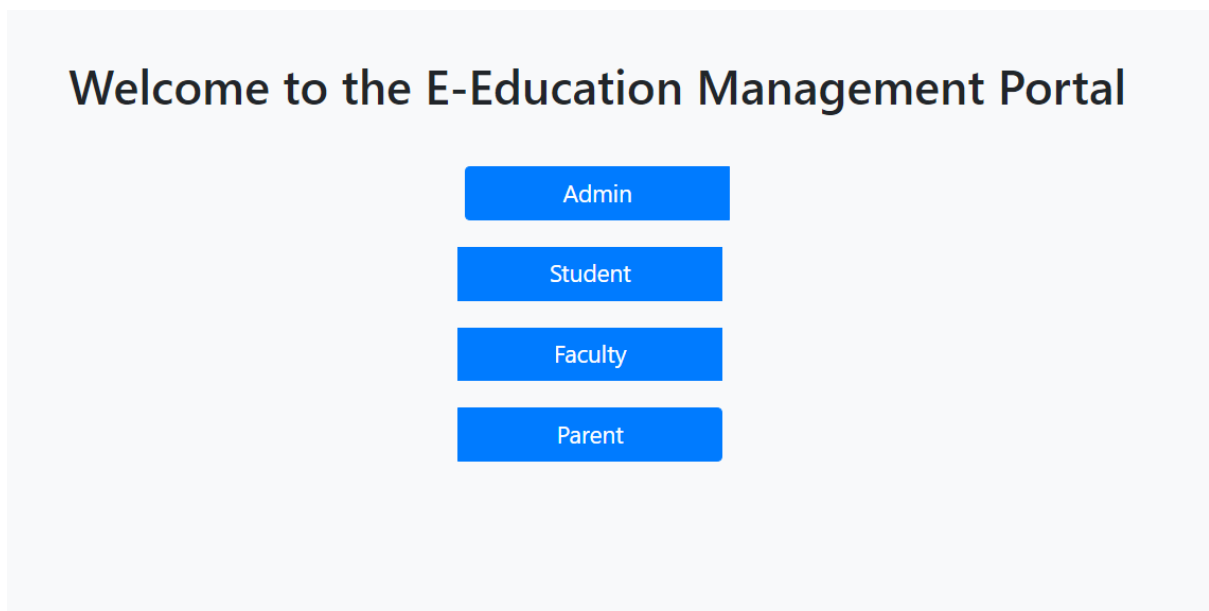 Welcome to the E-Education Management Portal
Admin
Student
Faculty
Parent